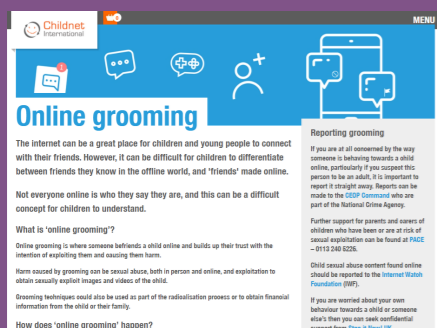 Childnet
International
0
MENU
1
Online grooming
The internet can be a great place for children and young people to connect
with their friends. However, it can be difficult for children to differentiate
between friends they know in the offline world, and 'friends' made online.
Not everyone online is who they say they are, and this can be a difficult
concept for children to understand.
What is 'online grooming'?
Online grooming is where someone befriends a child online and builds up their trust with the
intention of exploiting them and causing them harm.
Harm caused by grooming can be sexual abuse, both in person and online, and exploitation to
obtain sexually explicit images and videos of the child.
Grooming techniques could also be used as part of the radicalisation process or to obtain financial
information from the child or their family.
How does 'online grooming' happen?
Reporting grooming
If you are at all concerned by the way
someone is behaving towards a child
online, particularly if you suspect this
person to be an adult, it is important to
report it straight away. Reports can be
made to the CEOP Command who are
part of the National Crime Agency.
Further support for parents and carers of
children who have been or are at risk of
sexual exploitation can be found at PACE
– 0113 240 5226.
Child sexual abuse content found online
should be reported to the Internet Watch
Foundation (IWF).
If you are worried about your own
behaviour towards a child or someone
else's then you can seek confidential
support from Stop it Now! UK